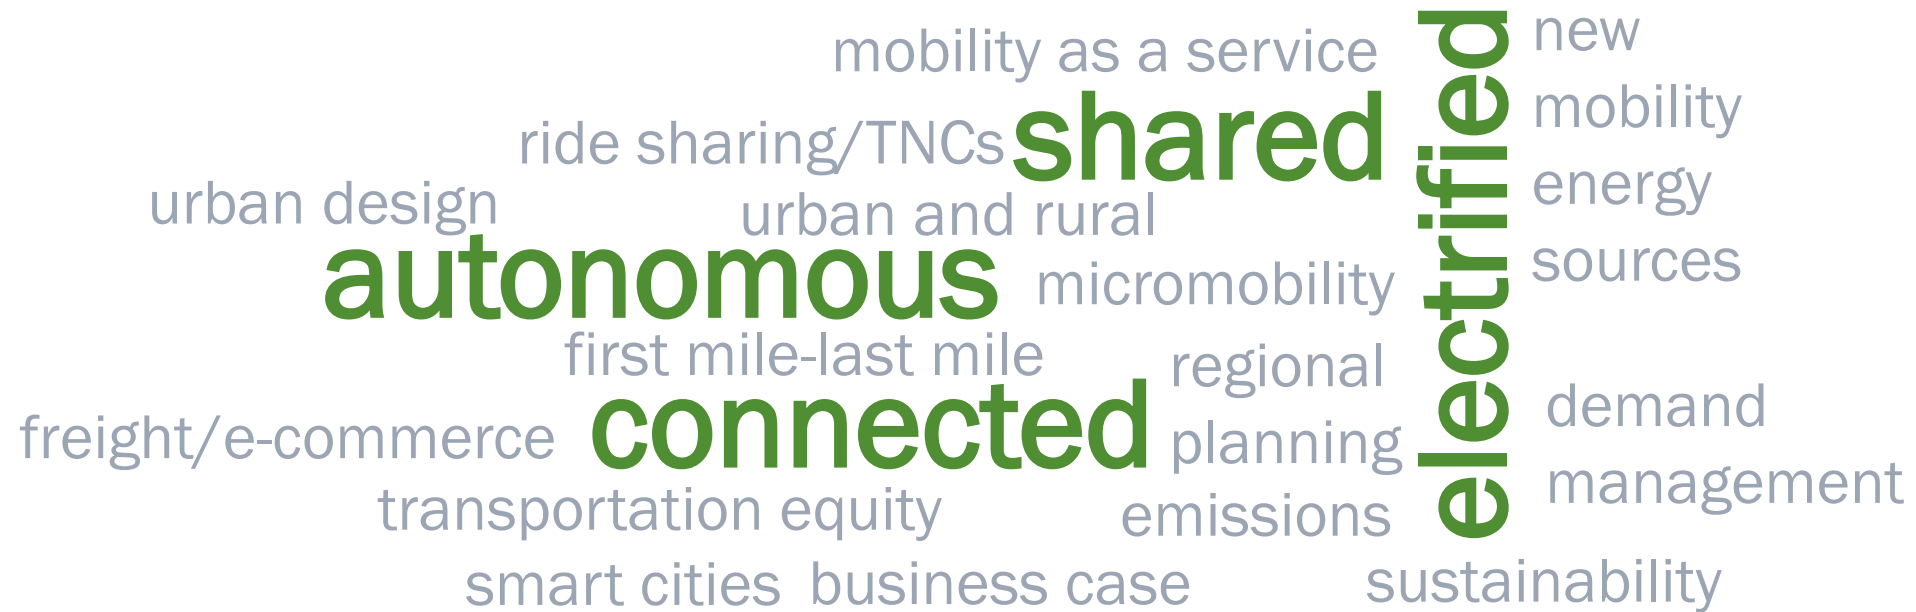 mobility as a service
ride sharing/TNCs
shared
urban design
urban and rural
autonomous
micromobility
first mile-last mile
freight/e-commerce
connected
regional
planning
transportation equity
emissions
smart cities
business case
electrified
new
mobility
energy
sources
demand
management
sustainability